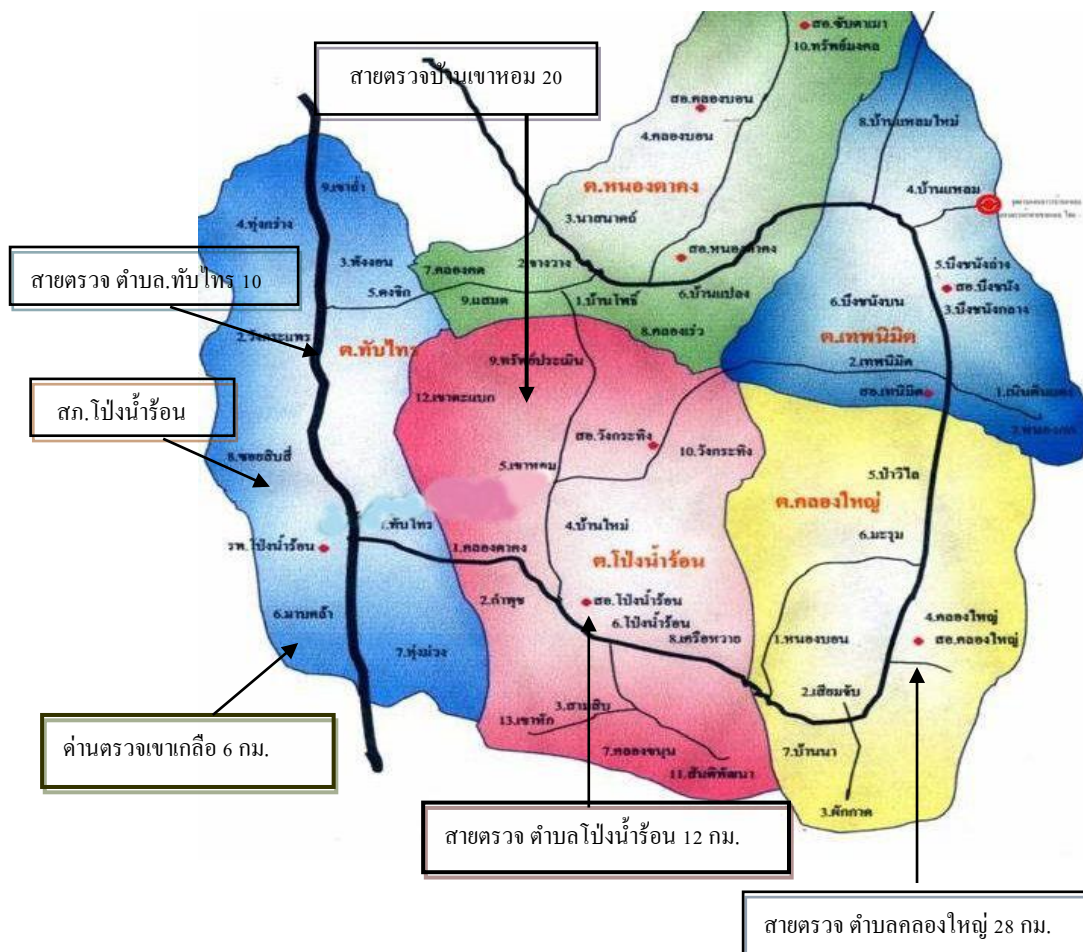 สอ.ซับตาเมา
10.ทรัพย์มงคล
สายตรวจบ้านเขาหอม 20
สอ.คลองบอน
4.คลองบอน
8.บ้านแหลมใหม่
ต.หนองตาคง
4.บ้านแหลม
9.เขาถ้ำ
4.ทุ่งกร่าง
3.นาสนาคย์
สอ.หนองตาคง
3.พังงอน
7.คลองคต
2.ขางวาง
5.บึงชนังล่าง
สายตรวจ ตำบล.ทับไทร 10
5.คงชิก
9.แสมด
1.บ้านโพธิ์
6.บ้านแปลง
6.บึงชนังบน
สอ.บึงชนัง
3.บึงชนังกลาง
2.วังกระแพร
8.คลองแร่ว
ต.เทพนิมิต
ต.ทับไทร
9.ทรัพย์ประเมิน
2.เทพนิมิต
12.เขาตะแบก
สอ.เทนิมิต
1.เนินดินแดง
สภ.โป่งน้ำร้อน
สอ.วังกระทิง
10.วังกระทิง
8.ซอยสิบสี่
5.เขาหอม
5.ป่าวิไล
ต.คลองใหญ่
.ทับไทร
4.บ้านใหม่
6.มะรุม
รพ.โป่งน้ำร้อน
1.คลองตาคง
ต.โป่งน้ำร้อน
2.กำพุช
สอ.โป่งน้ำร้อน
6.มาบคล้า
6.โป่งน้ำร้อน
4.คลองใหญ่
7.ทุ่งม่วง
8.เครือหวาย
1.หนองบอน
สอ.คลองใหญ่
3.สามสิบ
2.เสียมจับ
13.เขาพัก
ด่านตรวจเขาเกลือ 6 กม.
7.คลองขนุน
7.บ้านนา
11.สันติพัฒนา
3.ผักกาด
สายตรวจ ตำบลโป่งน้ำร้อน 12 กม.
สายตรวจ ตำบลคลองใหญ่ 28 กม.